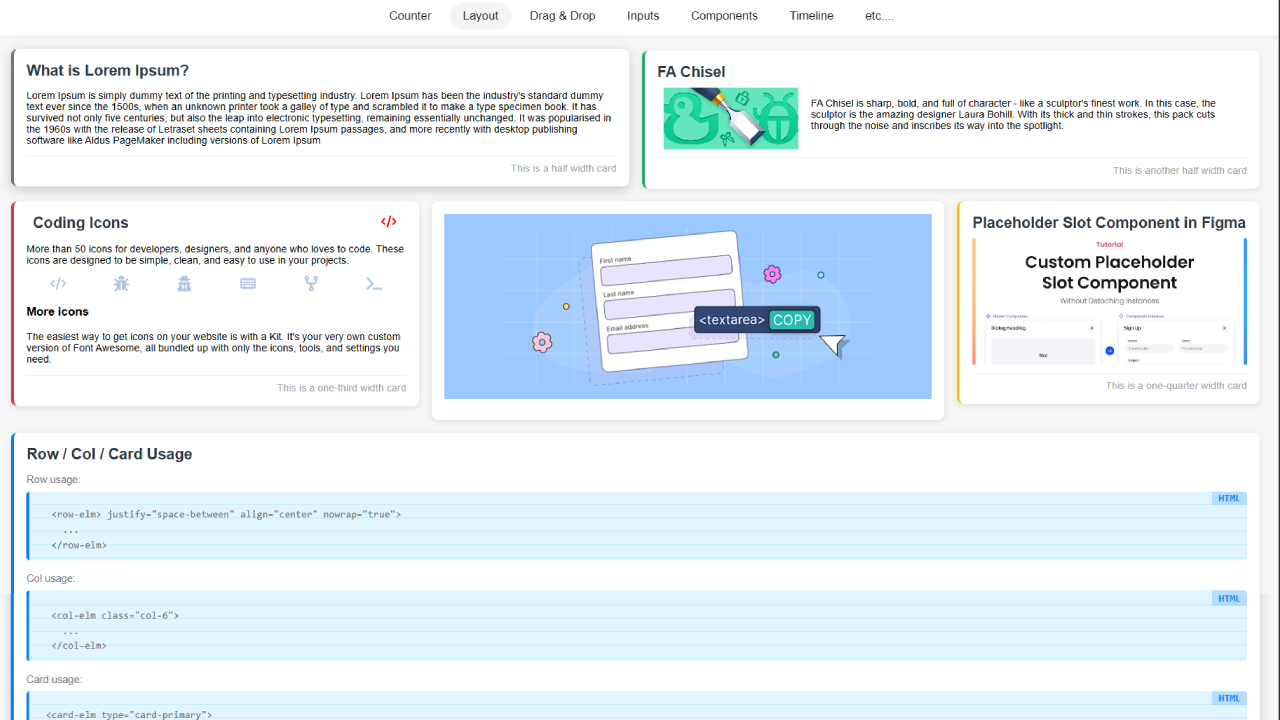 Counter Layout Drag & Drop Inputs Components Timeline etc....
What is Lorem Ipsum?
Lorem Ipsum is simply dummy text of the printing and typesetting industry. Lorem Ipsum has been the industry's standard dummy
text ever since the 1500s, when an unknown printer took a galley of type and scrambled it to make a type specimen book. It has
survived not only five centuries, but also the leap into electronic typesetting, remaining essentially unchanged. It was popularised in
the 1960s with the release of Letraset sheets containing Lorem Ipsum passages, and more recently with desktop publishing
software like Aldus PageMaker including versions of Lorem Ipsum
This is a half width card
FA Chisel
FA Chisel is sharp, bold, and full of character - like a sculptor's finest work. In this case, the
sculptor is the amazing designer Laura Bohill. With its thick and thin strokes, this pack cuts
through the noise and inscribes its way into the spotlight.
This is another half width card
Coding Icons
More than 50 icons for developers, designers, and anyone who loves to code. These
icons are designed to be simple, clean, and easy to use in your projects.
More icons
The easiest way to get icons on your website is with a Kit. It's your very own custom
version of Font Awesome, all bundled up with only the icons, tools, and settings you
need.
This is a one-third width card
First name
Last name
Email address
<textarea> COPY
Placeholder Slot Component in Figma
Tutorial
Custom Placeholder
Slot Component
Without Detaching Instances
Dialog Heading
Slot
Sign Up
Name Email
Subject
This is a one-quarter width card
Row / Col / Card Usage
Row usage:
HTML
<row-elm> justify="space-between" align="center" nowrap="true">
...
</row-elm>
Col usage:
HTML
<col-elm class="col-6">
...
</col-elm>
Card usage:
HTML
<card-elm type="card-primary">